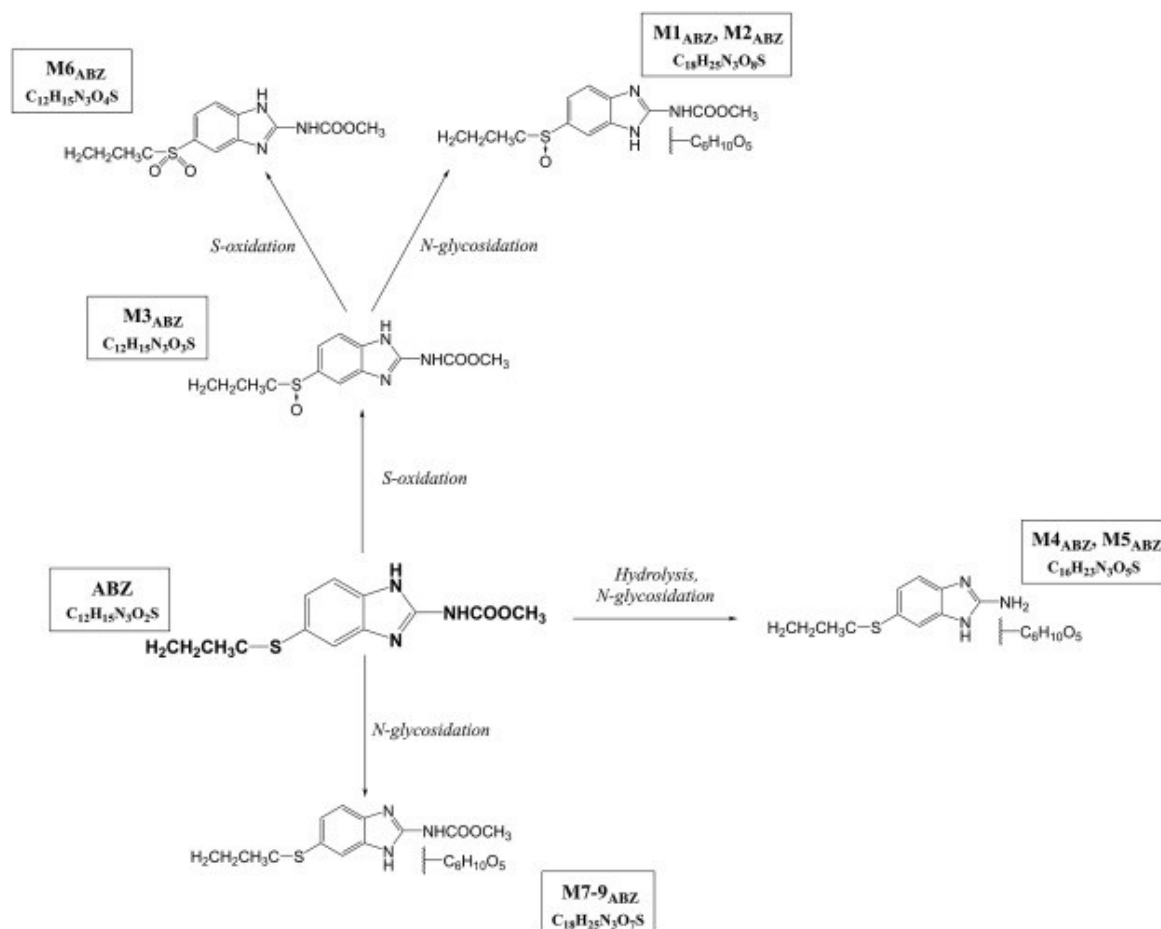 M1ABZ, M2ABZ
C18H25N3O8S
M6ABZ
C12H15N3O4S
N
NHCOOCH3
N
H
H2CH2CH3C
S
O
C6H10O5
H
N
NHCOOCH3
N
H2CH2CH3C
S
O O
S-oxidation
N-glycosidation
M3ABZ
C12H15N3O3S
H
N
NHCOOCH3
N
H2CH2CH3C
S
O
S-oxidation
ABZ
C12H15N3O2S
H
N
NHCOOCH3
N
H2CH2CH3C
S
Hydrolysis,
N-glycosidation
M4ABZ, M5ABZ
C16H23N3O5S
N
NH2
N
H
H2CH2CH3C
S
C6H10O5
N-glycosidation
N
NHCOOCH3
N
H
H2CH2CH3C
S
C6H10O5
M7-9ABZ
C18H25N3O7S